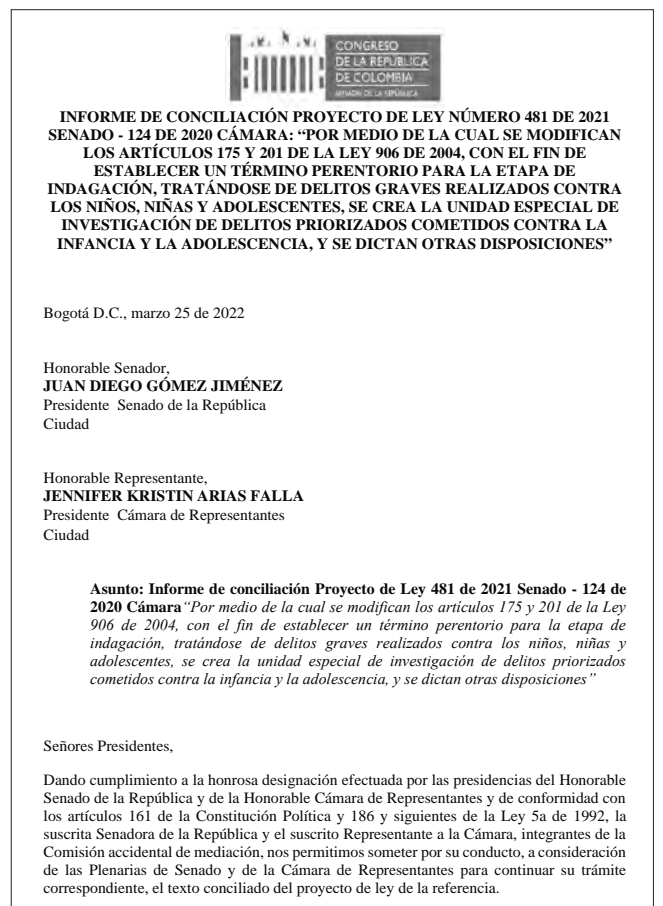 CONGRESO
DE LA REPÚBLICA
DE COLOMBIA
INFORME DE CONCILIACIÓN PROYECTO DE LEY NÚMERO 481 DE 2021
SENADO - 124 DE 2020 CÁMARA: “POR MEDIO DE LA CUAL SE MODIFICAN
LOS ARTÍCULOS 175 Y 201 DE LA LEY 906 DE 2004, CON EL FIN DE
ESTABLECER UN TÉRMINO PERENTORIO PARA LA ETAPA DE
INDAGACIÓN, TRATÁNDOSE DE DELITOS GRAVES REALIZADOS CONTRA
LOS NIÑOS, NIÑAS Y ADOLESCENTES, SE CREA LA UNIDAD ESPECIAL DE
INVESTIGACIÓN DE DELITOS PRIORIZADOS COMETIDOS CONTRA LA
INFANCIA Y LA ADOLESCENCIA, Y SE DICTAN OTRAS DISPOSICIONES”
Bogotá D.C., marzo 25 de 2022
Honorable Senador,
JUAN DIEGO GÓMEZ JIMÉNEZ
Presidente Senado de la República
Ciudad
Honorable Representante,
JENNIFER KRISTIN ARIAS FALLA
Presidente Cámara de Representantes
Ciudad
Asunto: Informe de conciliación Proyecto de Ley 481 de 2021 Senado - 124 de
2020 Cámara“Por medio de la cual se modifican los artículos 175 y 201 de la Ley
906 de 2004, con el fin de establecer un término perentorio para la etapa de
indagación, tratándose de delitos graves realizados contra los niños, niñas y
adolescentes, se crea la unidad especial de investigación de delitos priorizados
cometidos contra la infancia y la adolescencia, y se dictan otras disposiciones”
Señores Presidentes,
Dando cumplimiento a la honrosa designación efectuada por las presidencias del Honorable
Senado de la República y de la Honorable Cámara de Representantes y de conformidad con
los artículos 161 de la Constitución Política y 186 y siguientes de la Ley 5a de 1992, la
suscrita Senadora de la República y el suscrito Representante a la Cámara, integrantes de la
Comisión accidental de mediación, nos permitimos someter por su conducto, a consideración
de las Plenarias de Senado y de la Cámara de Representantes para continuar su trámite
correspondiente, el texto conciliado del proyecto de ley de la referencia.